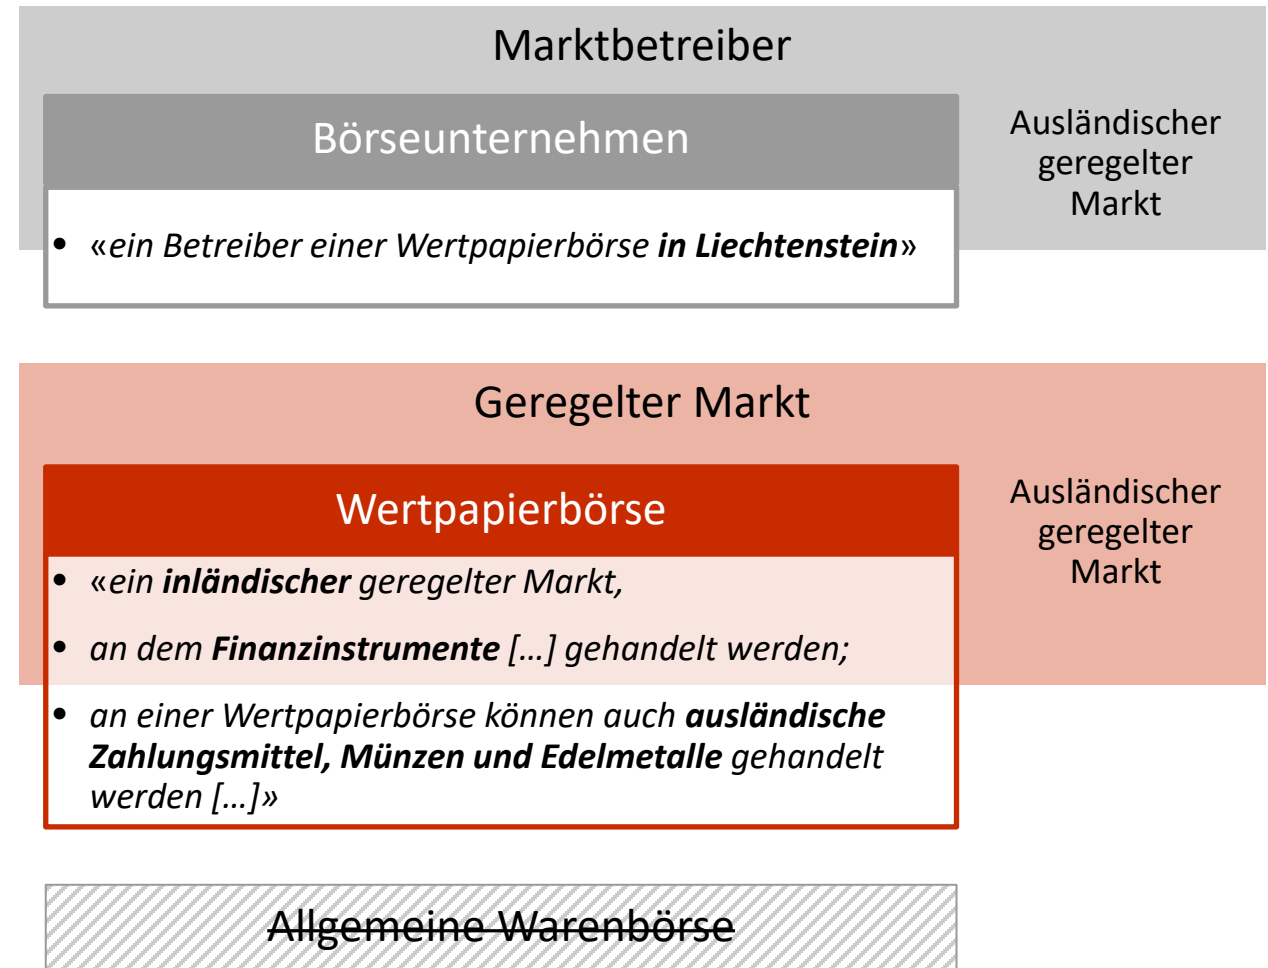 Marktbetreiber
Börseunternehmen
Ausländischer
geregelter
Markt
• «ein Betreiber einer Wertpapierbörse in Liechtenstein»
Geregelter Markt
Wertpapierbörse
Ausländischer
geregelter
Markt
• «ein inländischer geregelter Markt,
• an dem Finanzinstrumente […] gehandelt werden;
• an einer Wertpapierbörse können auch ausländische
Zahlungsmittel, Münzen und Edelmetalle gehandelt
werden […]»
Allgemeine Warenbörse